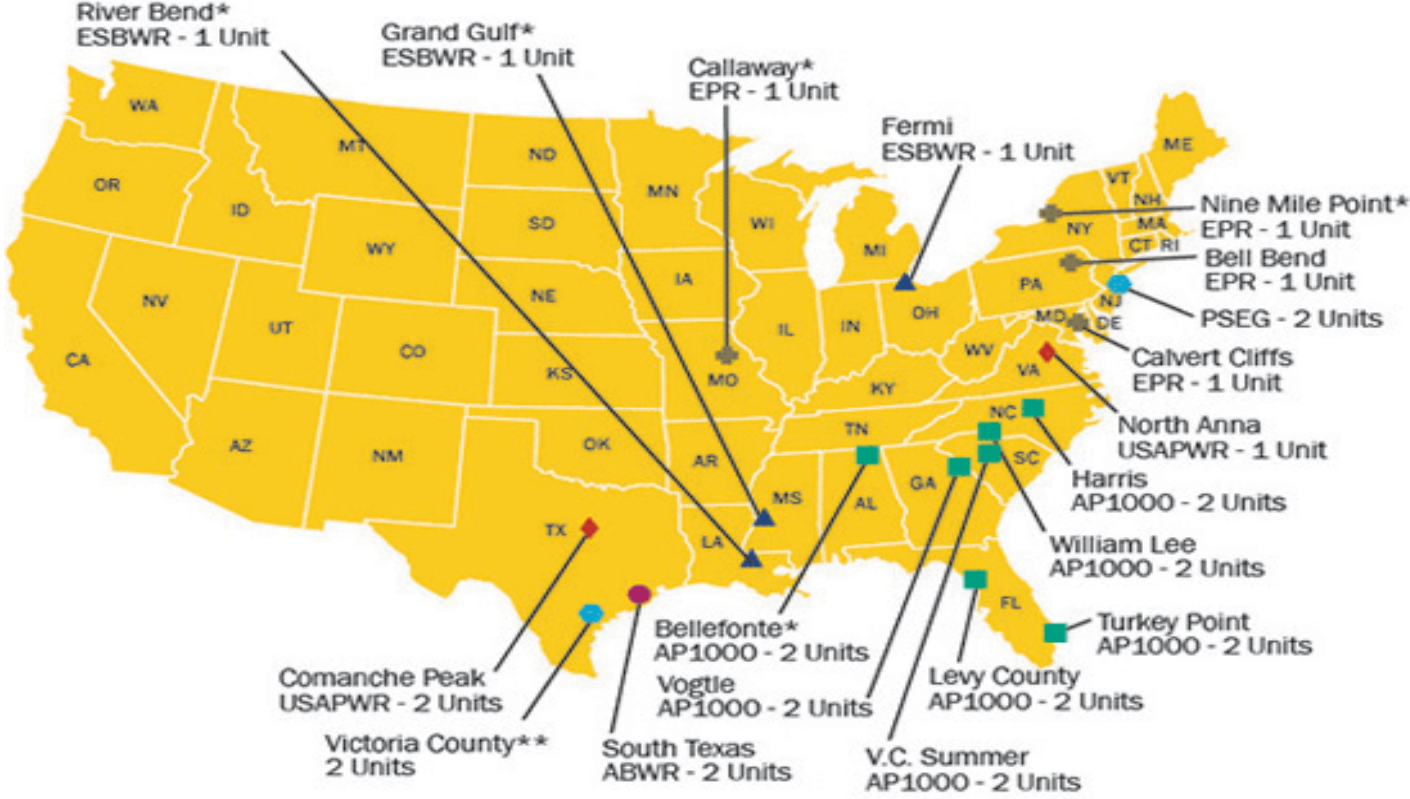 River Bend*
ESBWR - 1 Unit
Grand Gulf*
ESBWR - 1 Unit
Callaway*
EPR - 1 Unit
Fermi
ESBWR - 1 Unit
WA
MT
ND
MN
ME
VT
NH
OR
ID
SD
WI
MI
NY
MA
CT RI
Nine Mile Point*
EPR - 1 Unit
Bell Bend
EPR - 1 Unit
WY
IA
NE
PA
NJ
PSEG - 2 Units
NV
UT
CO
IL
IN
OH
MD
DE
Calvert Cliffs
EPR - 1 Unit
CA
KS
MO
KY
WV
VA
North Anna
USAPWR - 1 Unit
AZ
NM
OK
AR
TN
NC
SC
Harris
AP1000 - 2 Units
TX
LA
MS
AL
GA
William Lee
AP1000 - 2 Units
FL
Turkey Point
AP1000 - 2 Units
Bellefonte*
AP1000 - 2 Units
Levy County
AP1000 - 2 Units
Comanche Peak
USAPWR - 2 Units
Vogtle
AP1000 - 2 Units
Victoria County**
2 Units
South Texas
ABWR - 2 Units
V.C. Summer
AP1000 - 2 Units